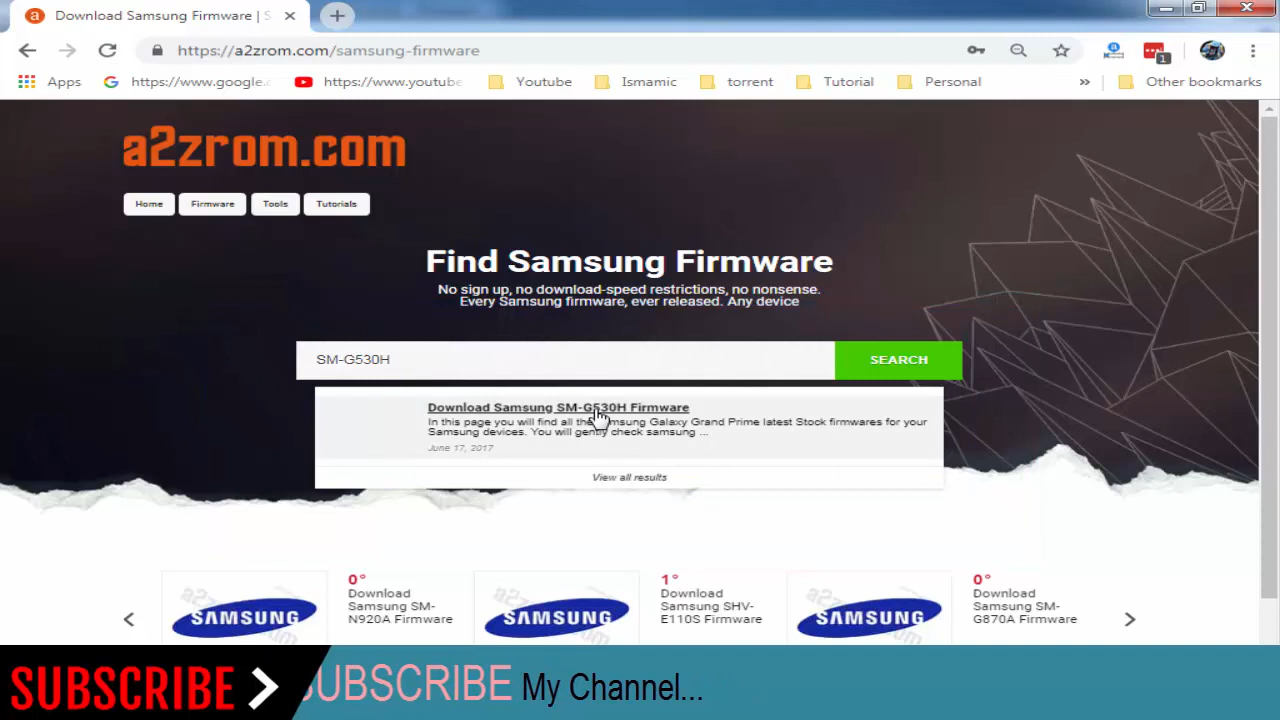 Download Samsung Firmware | S
https://a2zrom.com/samsung-firmware
1
Apps
https://www.google.c
https://www.youtube
Youtube
Ismamic
torrent
Tutorial
Personal
»
Other bookmarks
a2zrom.com
Home
Firmware
Tools
Tutorials
Find Samsung Firmware
No sign up, no download-speed restrictions, no nonsense.
Every Samsung firmware, ever released. Any device
SM-G530H
SEARCH
Download Samsung SM-G530H Firmware
In this page you will find all the Samsung Galaxy Grand Prime latest Stock firmwares for your
Samsung devices. You will gently check samsung ...
June 17, 2017
View all results
SAMSUNG
0°
Download
Samsung SM-
N920A Firmware
SAMSUNG
1°
Download
Samsung SHV-
E110S Firmware
SAMSUNG
0°
Download
Samsung SM-
G870A Firmware
SUBSCRIBE
SUBSCRIBE My Channel...